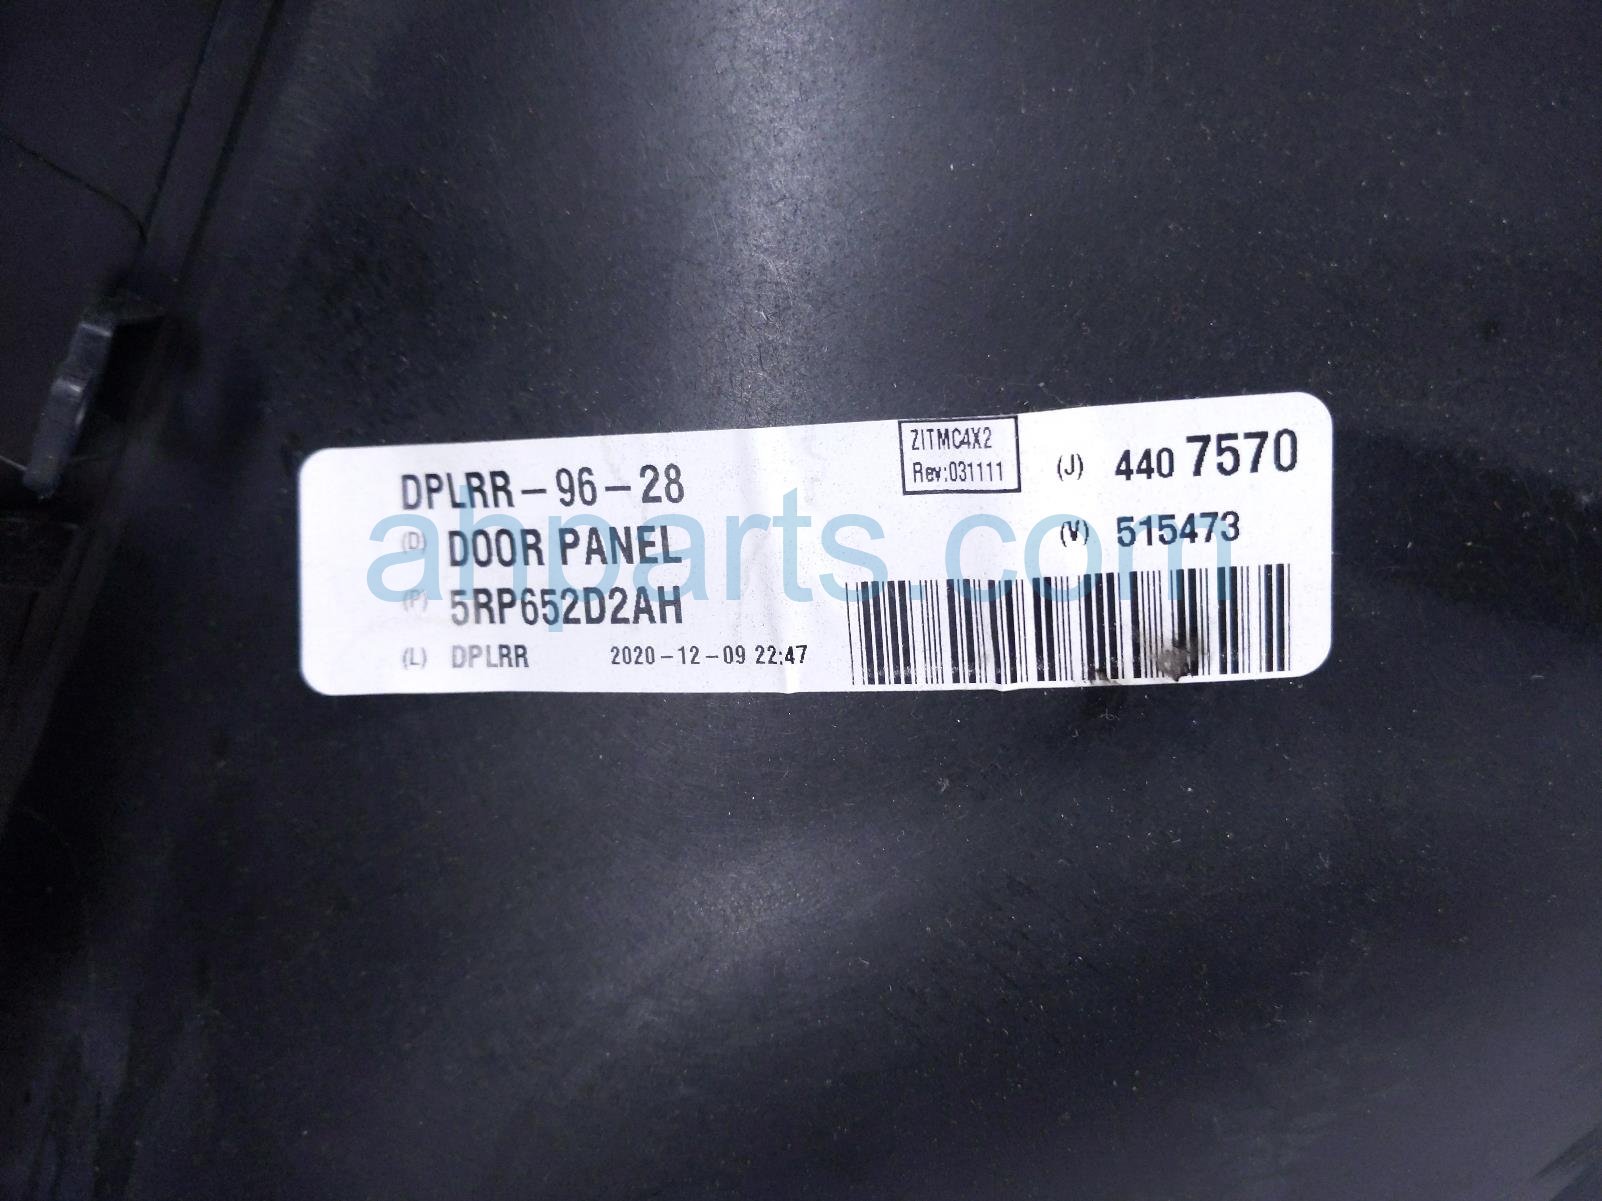 DPLRR-96-28
(D) DOOR PANEL
(P) 5RP652D2AH
(L) DPLRR 2020-12-09 22:47
ZITMC4X2
Rev:031111
(J) 440 7570
(V) 515473
ahparts.com